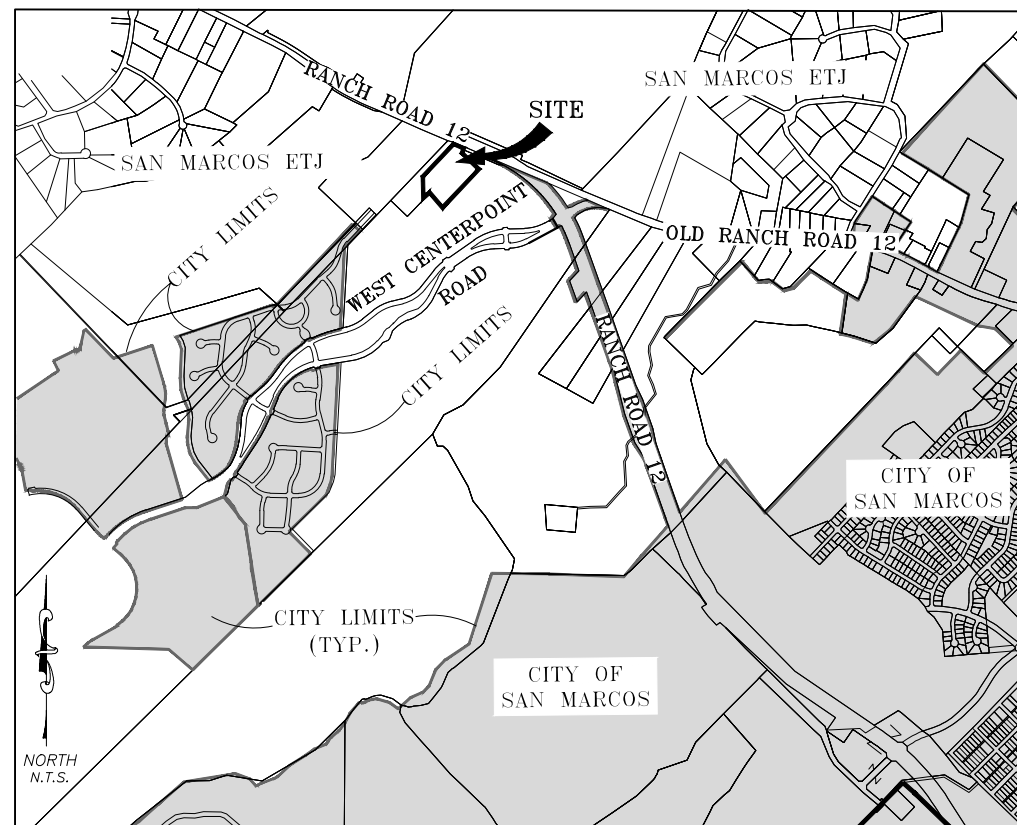 RANCH ROAD 12
SITE
SAN MARCOS ETJ
SAN MARCOS ETJ
CITY LIMITS
WEST CENTERPOINT
ROAD
OLD RANCH ROAD 12
CITY LIMITS
RANCH ROAD 12
CITY OF
SAN MARCOS
CITY LIMITS
(TYP.)
CITY OF
SAN MARCOS
NORTH
N.T.S.